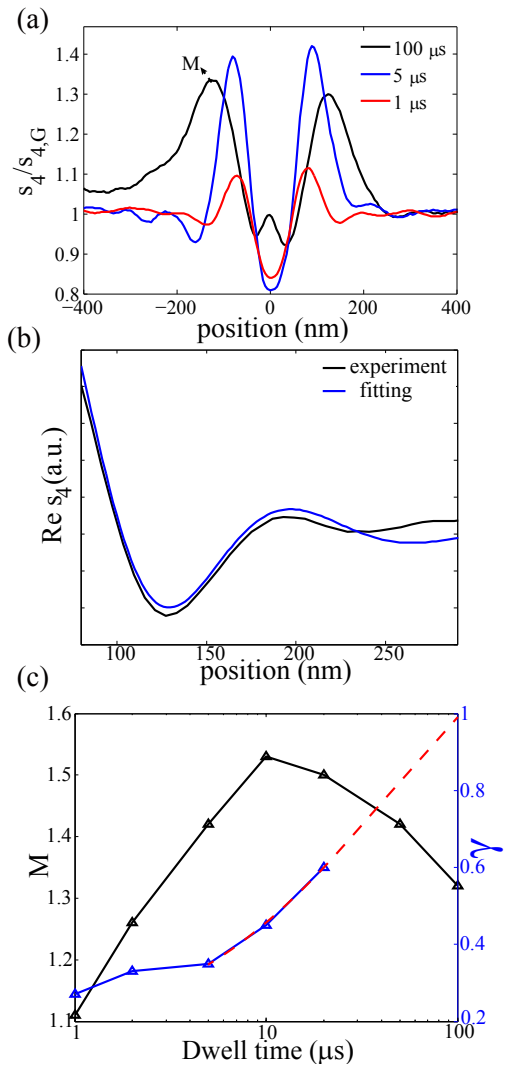 (a)
s4/s4,G
1.4
1.3
1.2
1.1
1
0.9
0.8
M
100 μs
5 μs
1 μs
−400 −200 0 200 400
position (nm)
(b)
Re s4(a.u.)
experiment
fitting
100 150 200 250
position (nm)
(c)
M
1.6
1.5
1.4
1.3
1.2
1.1
1
0.8
0.6
0.4
0.2
γ
1 10 100
Dwell time (μs)